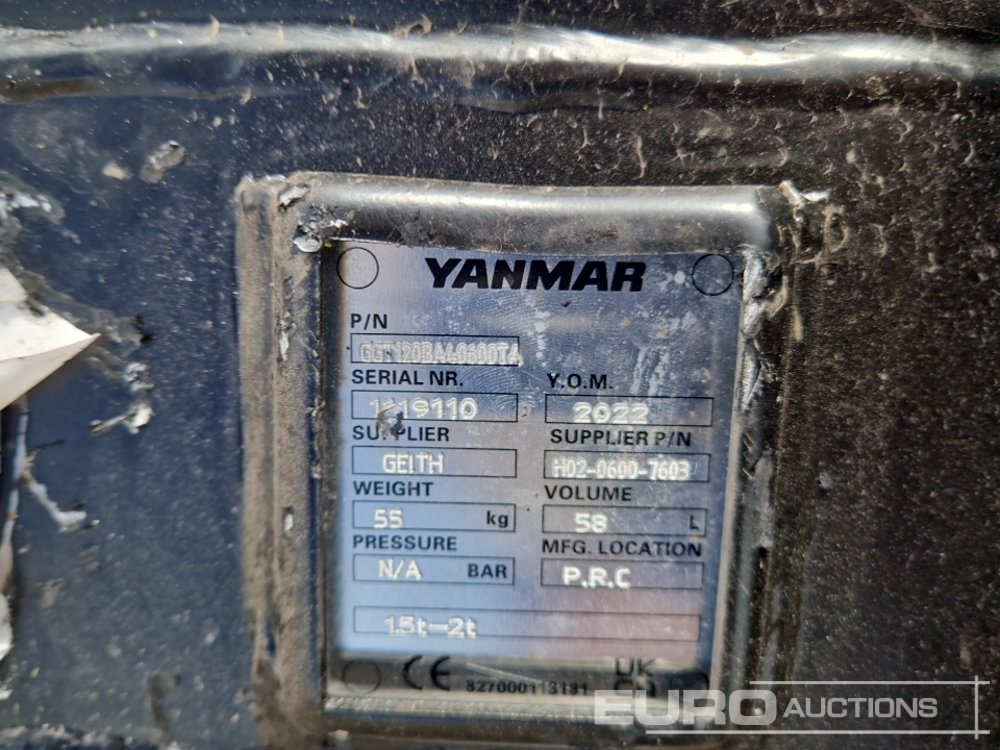 YANMAR
P/N
SERIAL NR. Y.O.M.
2022
SUPPLIER SUPPLIER P/N
GEITH H02-0600-7603
WEIGHT VOLUME
55 kg 58 L
PRESSURE MFG. LOCATION
N/A BAR P.R.C
1.5t-2t
CE 827000113191 UK
EURO AUCTIONS